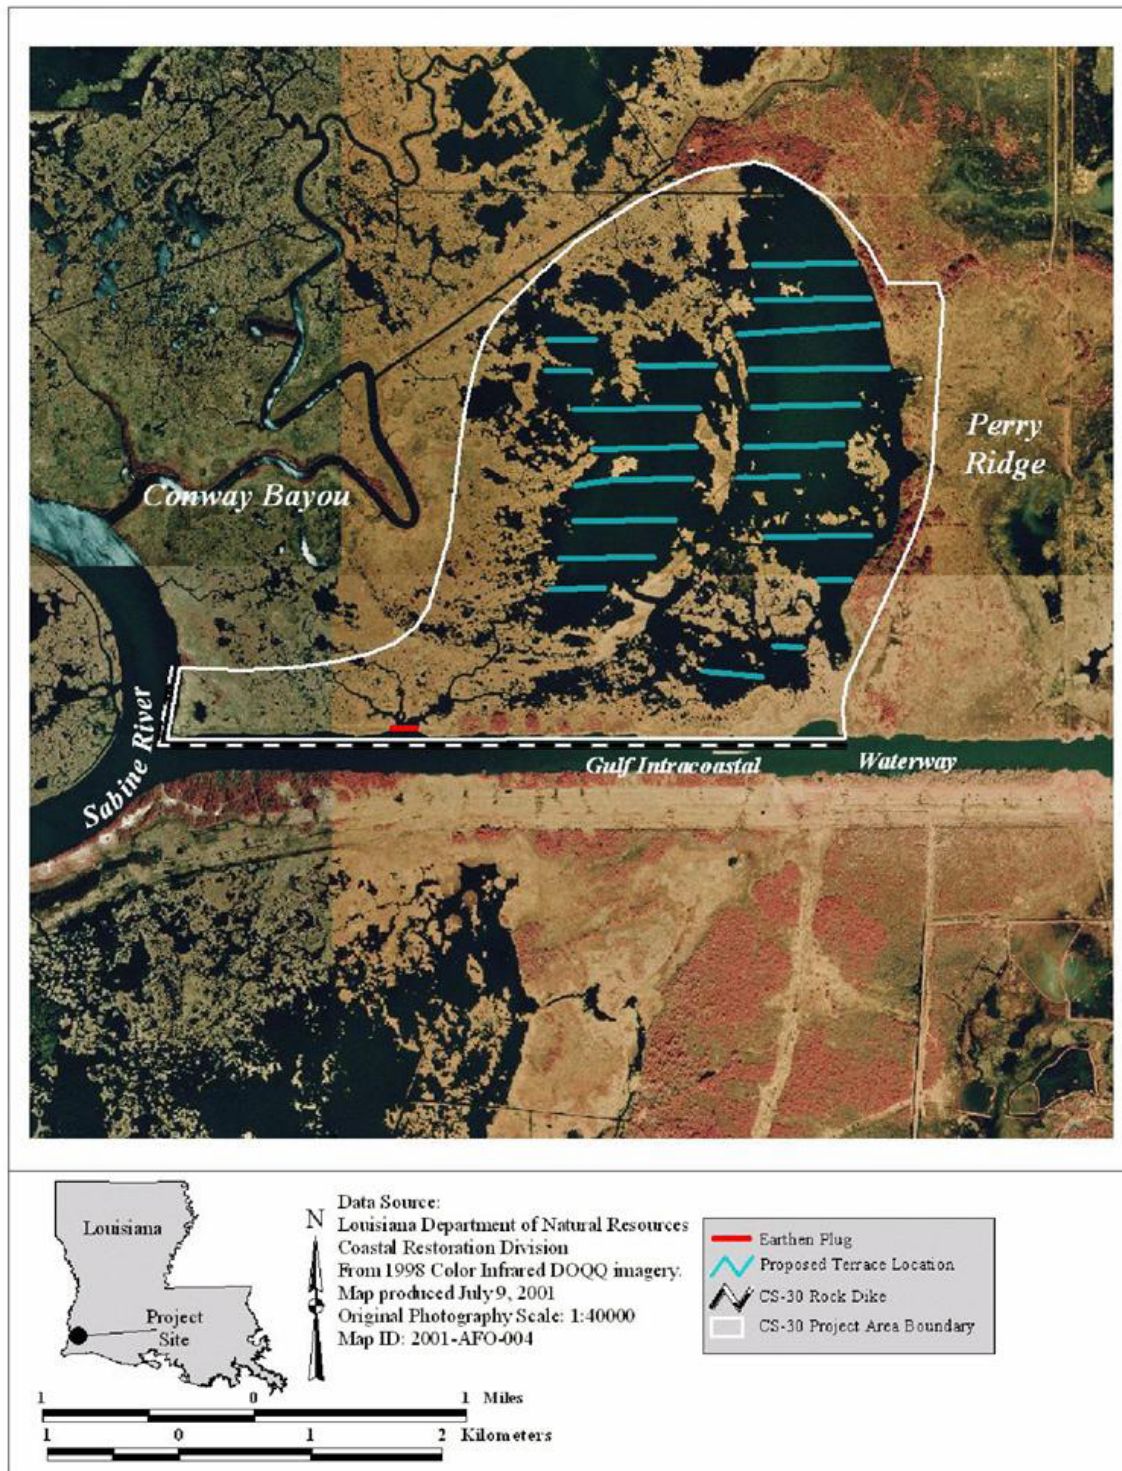 Perry
Ridge
Conway Bayou
Sabine River
Gulf Intracoastal
Waterway
Louisiana
Project
Site
N
Data Source:
Louisiana Department of Natural Resources
Coastal Restoration Division
From 1998 Color Infrared DOQQ imagery.
Map produced July 9, 2001
Original Photography Scale: 1:40000
Map ID: 2001-AFO-004
Earthen Plug
Proposed Terrace Location
CS-30 Rock Dike
CS-30 Project Area Boundary
1 0 1 Miles
1 0 1 2 Kilometers